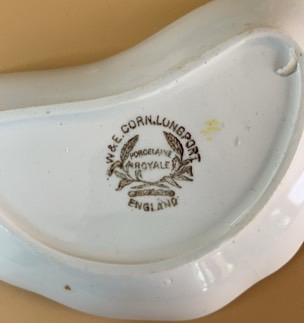 W & E. CORN. LONGPORT
PORCELAINE
ROYALE
ENGLAND